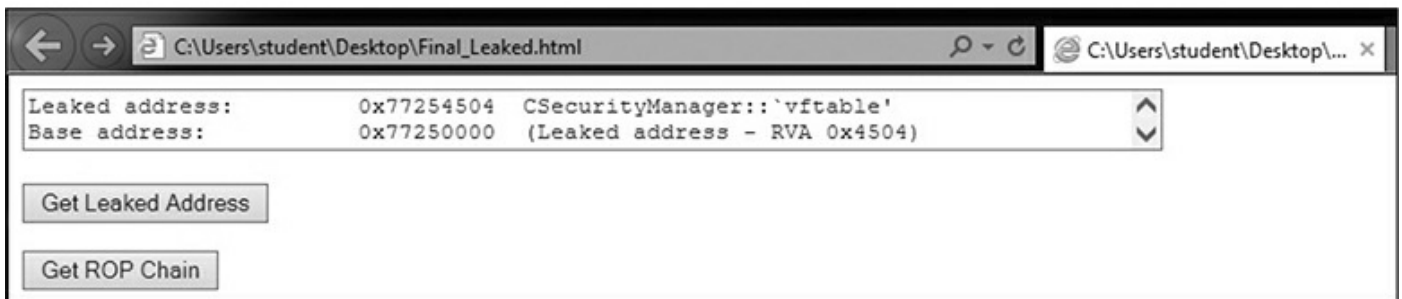 C:\Users\student\Desktop\Final_Leaked.html
C:\Users\student\Desktop\...
Leaked address: 0x77254504 CSecurityManager::`vftable'
Base address: 0x77250000 (Leaked address - RVA 0x4504)
Get Leaked Address
Get ROP Chain